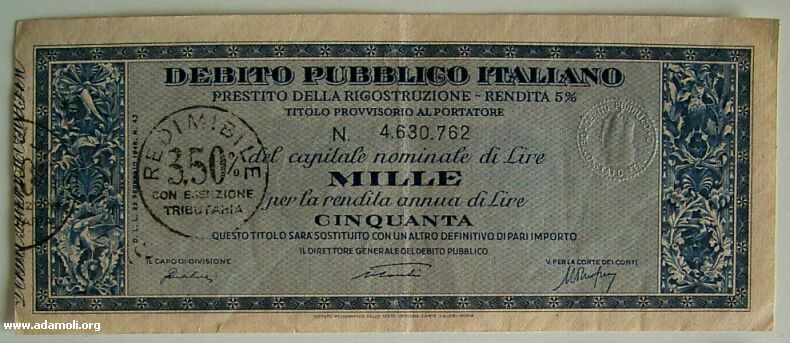 DEBITO PUBBLICO ITALIANO
PRESTITO DELLA RICOSTRUZIONE - RENDITA 5%
TITOLO PROVVISORIO AL PORTATORE
N. 4.630.762
REDIMIBILE
3,50%
CON ESENZIONE
TRIBUTARIA
del capitale nominale di Lire
MILLE
per la rendita annua di Lire
CINQUANTA
QUESTO TITOLO SARÀ SOSTITUITO CON UN ALTRO DEFINITIVO DI PARI IMPORTO
IL DIRETTORE GENERALE DEL DEBITO PUBBLICO
IL CAPO DI DIVISIONE
V. PER LA CORTE DEI CONTI
www.adamoli.org